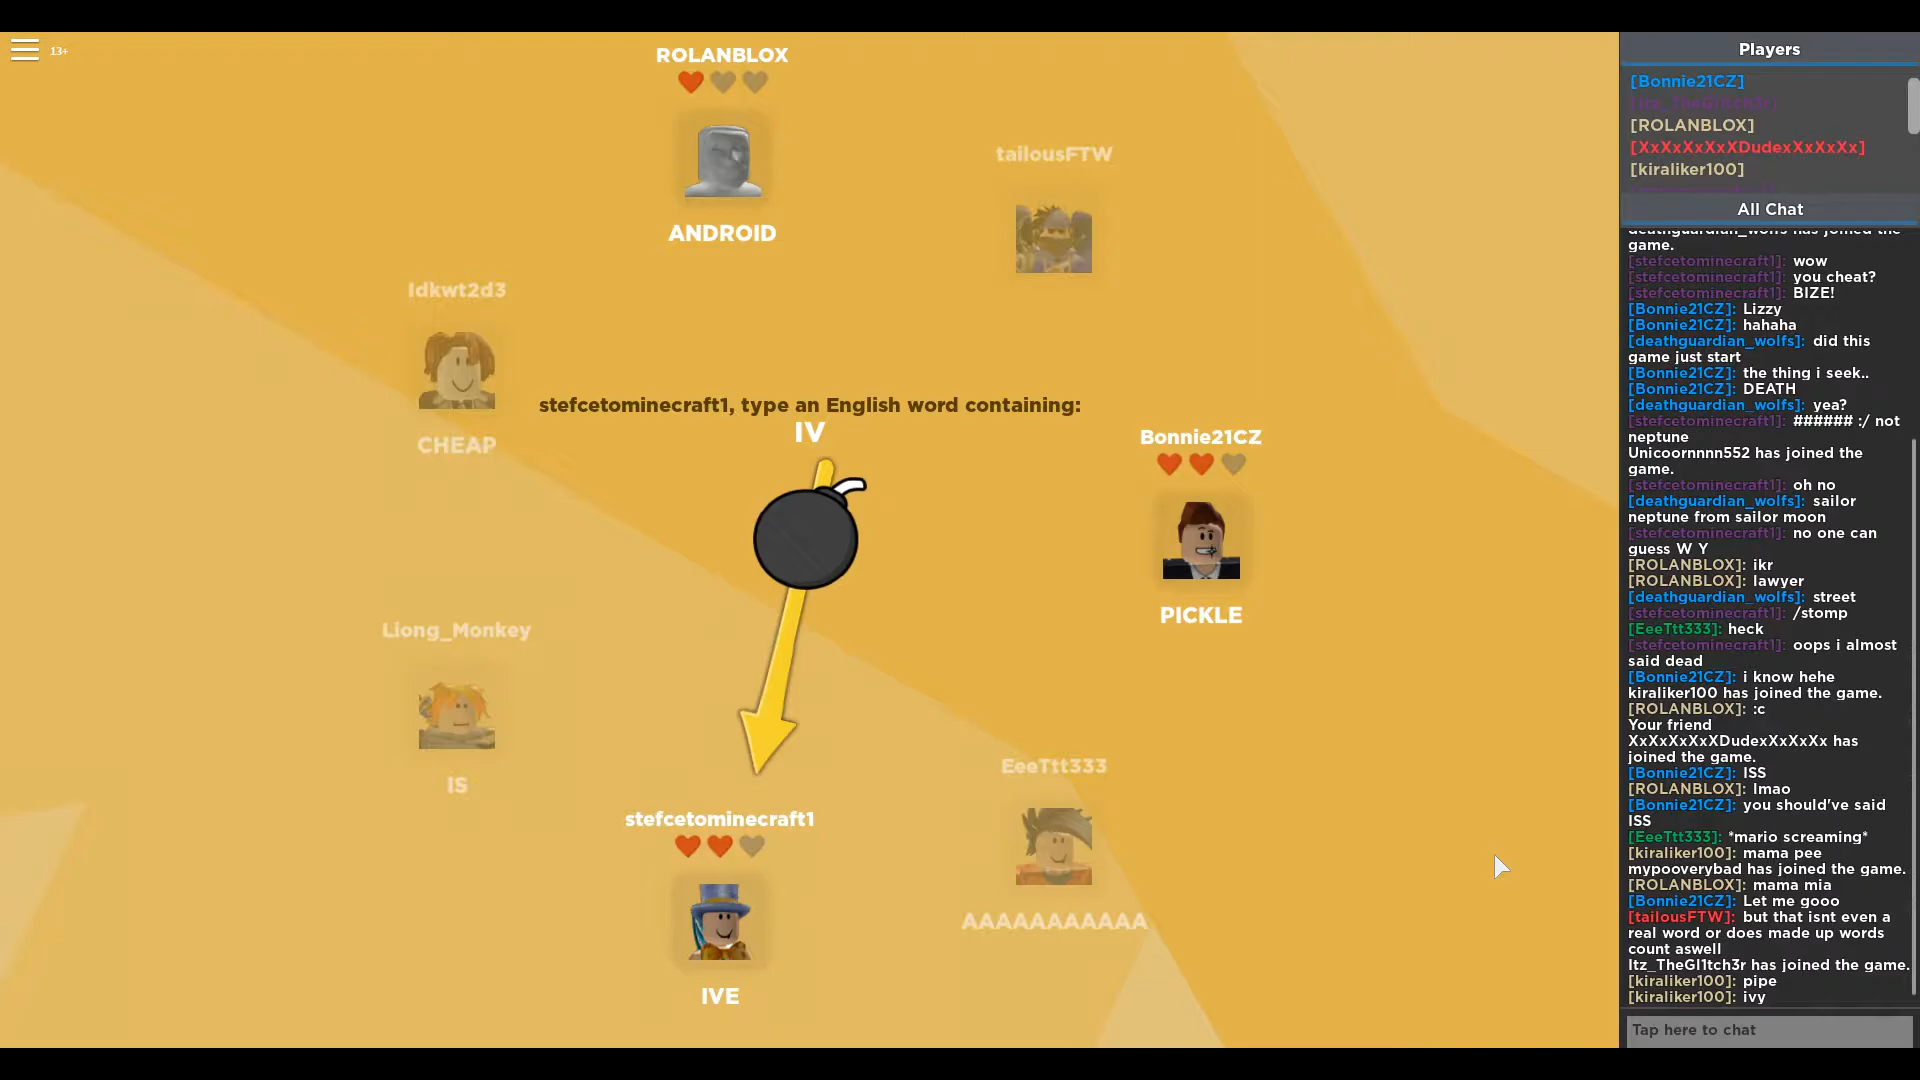 13+
ROLANBLOX
ANDROID
tailousFTW
Idkwt2d3
CHEAP
stefcetominecraft1, type an English word containing:
IV
Bonnie21CZ
PICKLE
Liong_Monkey
IS
EeeTtt333
AAAAAAAAAAA
stefcetominecraft1
IVE
Players
[Bonnie21CZ]
[Itz_TheGl1tch3r]
[ROLANBLOX]
[XxXxXxXxXDudexXxXxXx]
[kiraliker100]
All Chat
deathguardian_wolfs has joined the
game.
[stefcetominecraft1]: wow
[stefcetominecraft1]: you cheat?
[stefcetominecraft1]: BIZE!
[Bonnie21CZ]: Lizzy
[Bonnie21CZ]: hahaha
[deathguardian_wolfs]: did this
game just start
[Bonnie21CZ]: the thing i seek..
[Bonnie21CZ]: DEATH
[deathguardian_wolfs]: yea?
[stefcetominecraft1]: ###### :/ not
neptune
Unicoornnnn552 has joined the
game.
[stefcetominecraft1]: oh no
[deathguardian_wolfs]: sailor
neptune from sailor moon
[stefcetominecraft1]: no one can
guess W Y
[ROLANBLOX]: ikr
[ROLANBLOX]: lawyer
[deathguardian_wolfs]: street
[stefcetominecraft1]: /stomp
[EeeTtt333]: heck
[stefcetominecraft1]: oops i almost
said dead
[Bonnie21CZ]: i know hehe
kiraliker100 has joined the game.
[ROLANBLOX]: :c
Your friend
XxXxXxXxXDudexXxXxXx has
joined the game.
[Bonnie21CZ]: ISS
[ROLANBLOX]: lmao
[Bonnie21CZ]: you should've said
ISS
[EeeTtt333]: *mario screaming*
[kiraliker100]: mama pee
mypooverybad has joined the game.
[ROLANBLOX]: mama mia
[Bonnie21CZ]: Let me gooo
[tailousFTW]: but that isnt even a
real word or does made up words
count aswell
Itz_TheGl1tch3r has joined the game.
[kiraliker100]: pipe
[kiraliker100]: ivy
Tap here to chat